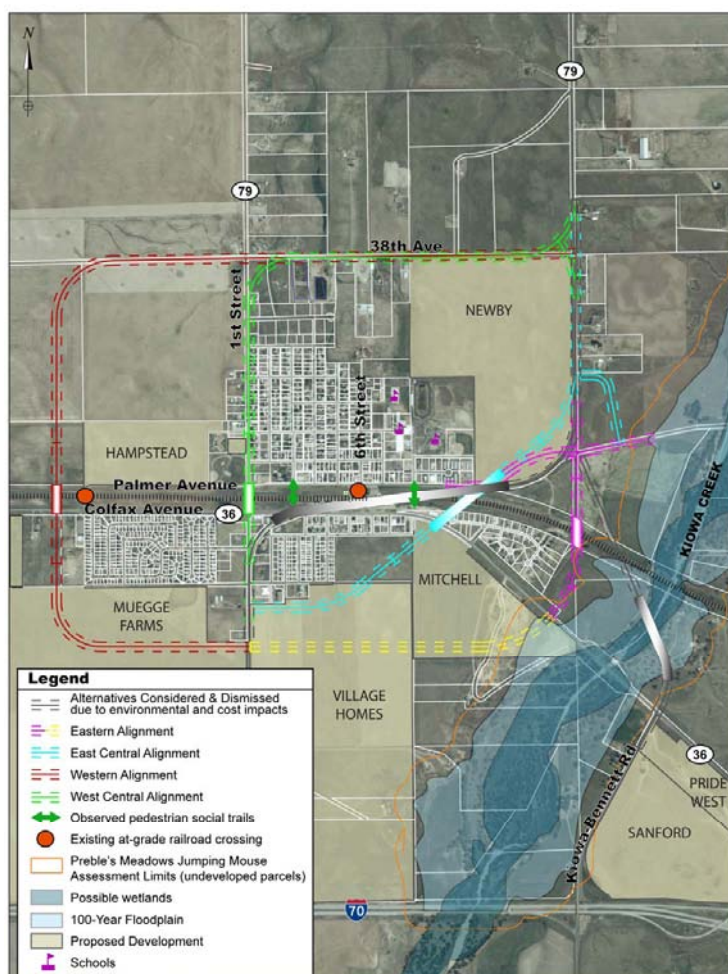 N
79
79
38th Ave
1st Street
NEWBY
6th Street
HAMPSTEAD
Palmer Avenue
Colfax Avenue
36
KIOWA CREEK
MITCHELL
MUEGGE
FARMS
VILLAGE
HOMES
36
PRIDE
WEST
SANFORD
Kiowa-Bennett-Rd
70
Legend
Alternatives Considered & Dismissed
due to environmental and cost impacts
Eastern Alignment
East Central Alignment
Western Alignment
West Central Alignment
Observed pedestrian social trails
Existing at-grade railroad crossing
Preble's Meadows Jumping Mouse
Assessment Limits (undeveloped parcels)
Possible wetlands
100-Year Floodplain
Proposed Development
Schools